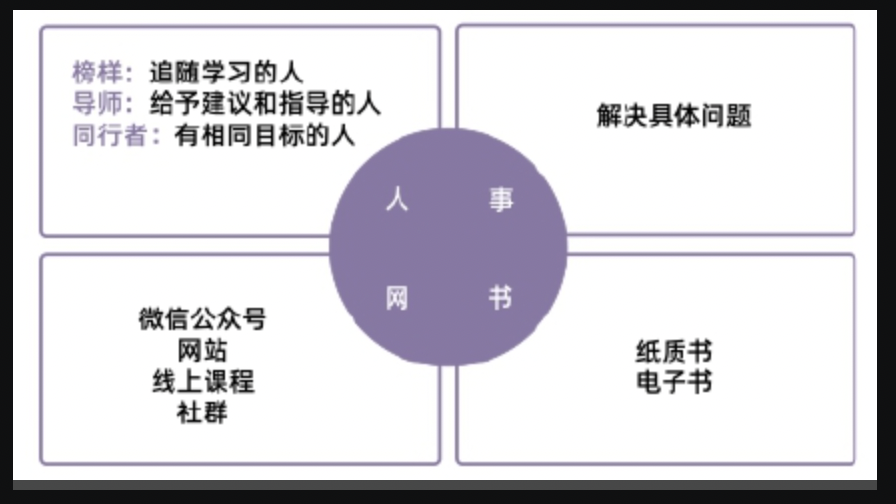 榜样：追随学习的人
导师：给予建议和指导的人
同行者：有相同目标的人
解决具体问题
人
事
网
书
微信公众号
网站
线上课程
社群
纸质书
电子书